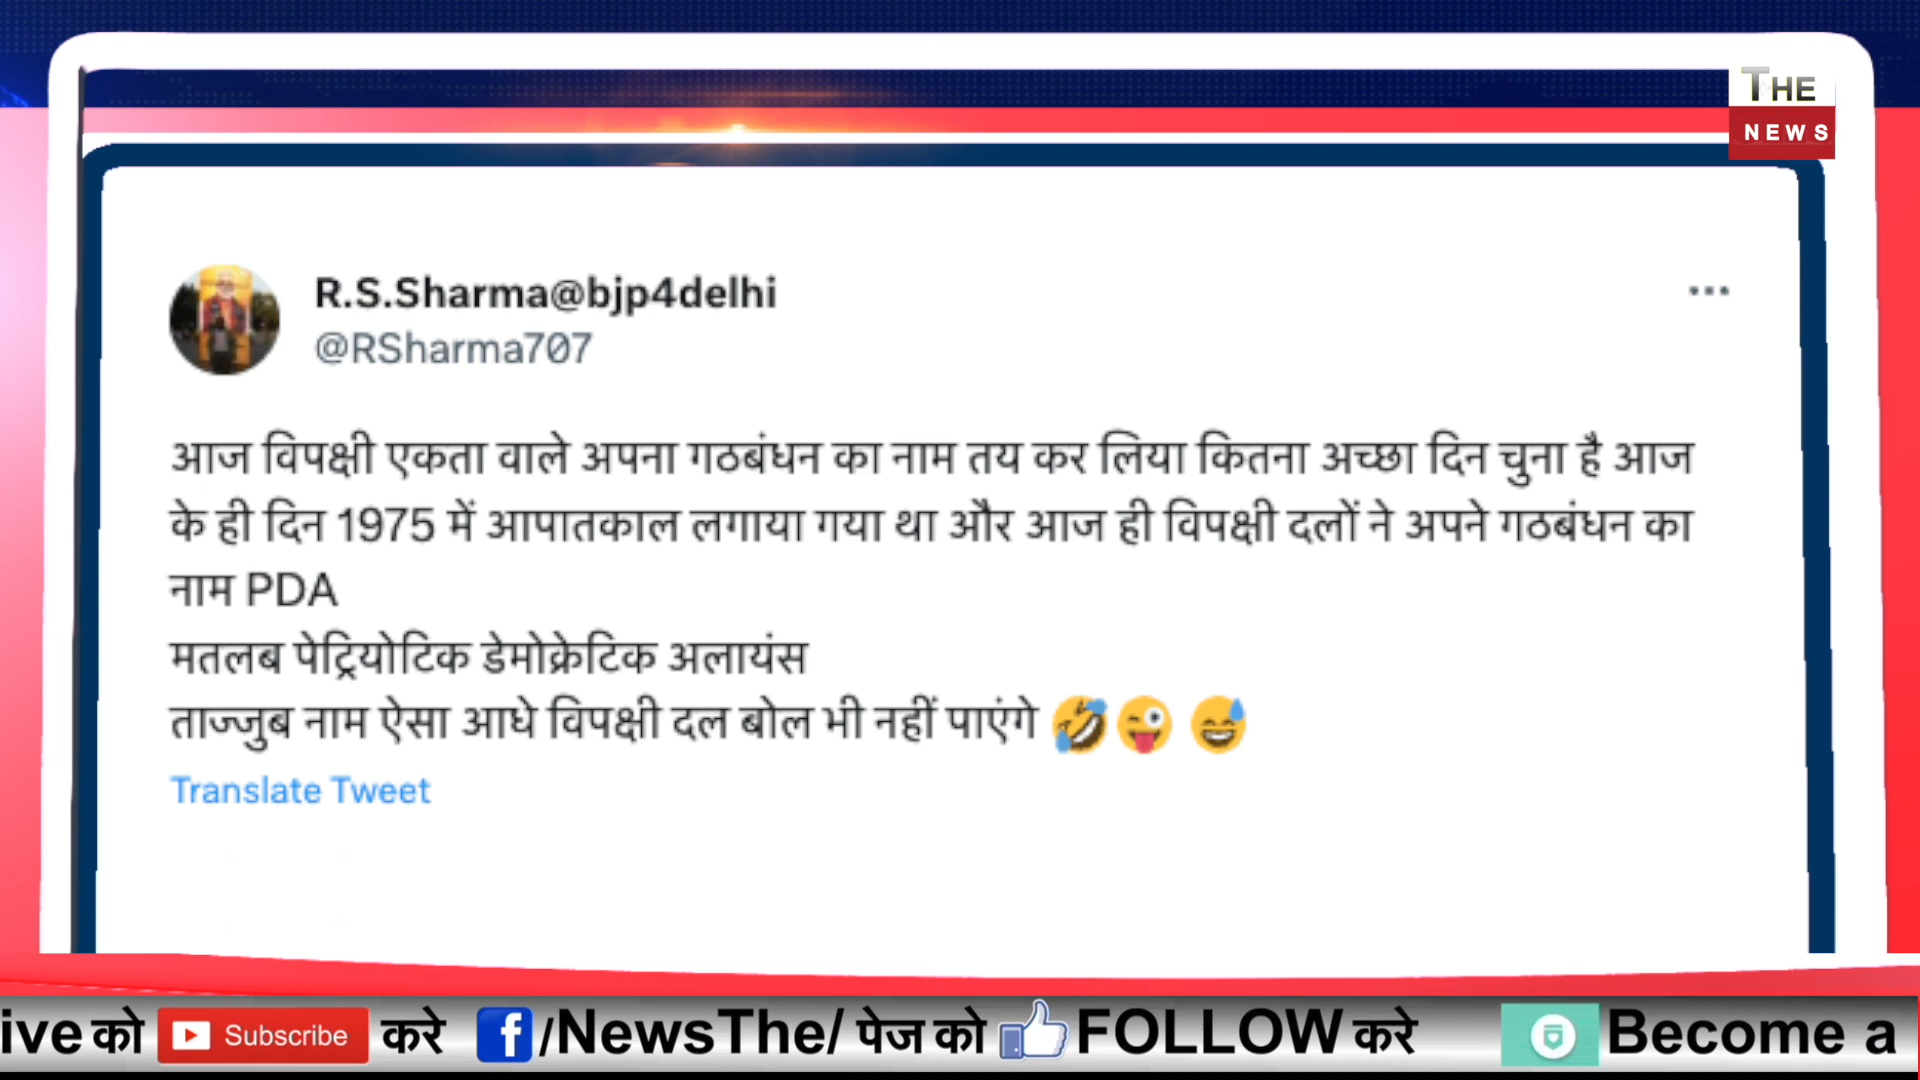 THE
NEWS
R.S.Sharma@bjp4delhi
@RSharma707
आज विपक्षी एकता वाले अपना गठबंधन का नाम तय कर लिया कितना अच्छा दिन चुना है आज
के ही दिन 1975 में आपातकाल लगाया गया था और आज ही विपक्षी दलों ने अपने गठबंधन का
नाम PDA
मतलब पेट्रियोटिक डेमोक्रेटिक अलायंस
ताज्जुब नाम ऐसा आधे विपक्षी दल बोल भी नहीं पाएंगे 🤣😜 😅
Translate Tweet
ive को Subscribe करे /NewsThe/ पेज को FOLLOW करे Become a